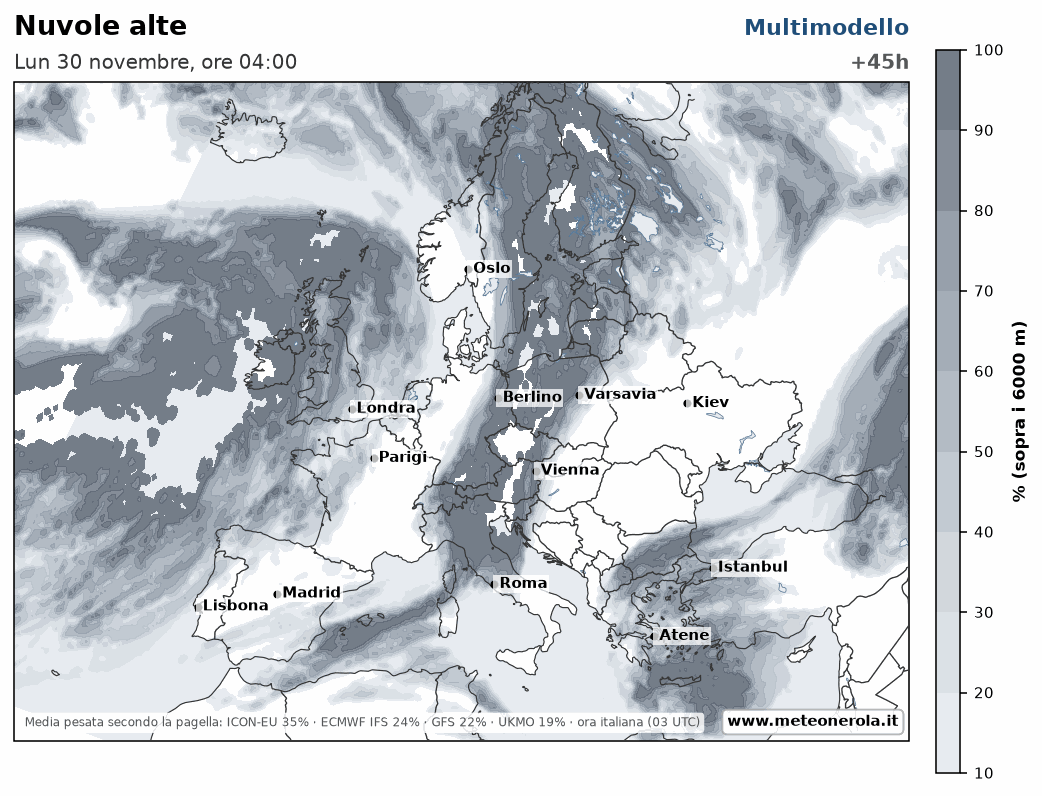 Nuvole alte
Multimodello
Lun 30 novembre, ore 04:00
+45h
100
90
80
70
60
50
40
30
20
10
% (sopra i 6000 m)
Oslo
Berlino
Varsavia
Kiev
Londra
Parigi
Vienna
Istanbul
Roma
Madrid
Lisbona
Atene
Media pesata secondo la pagella: ICON-EU 35% · ECMWF IFS 24% · GFS 22% · UKMO 19% · ora italiana (03 UTC)
www.meteonerola.it